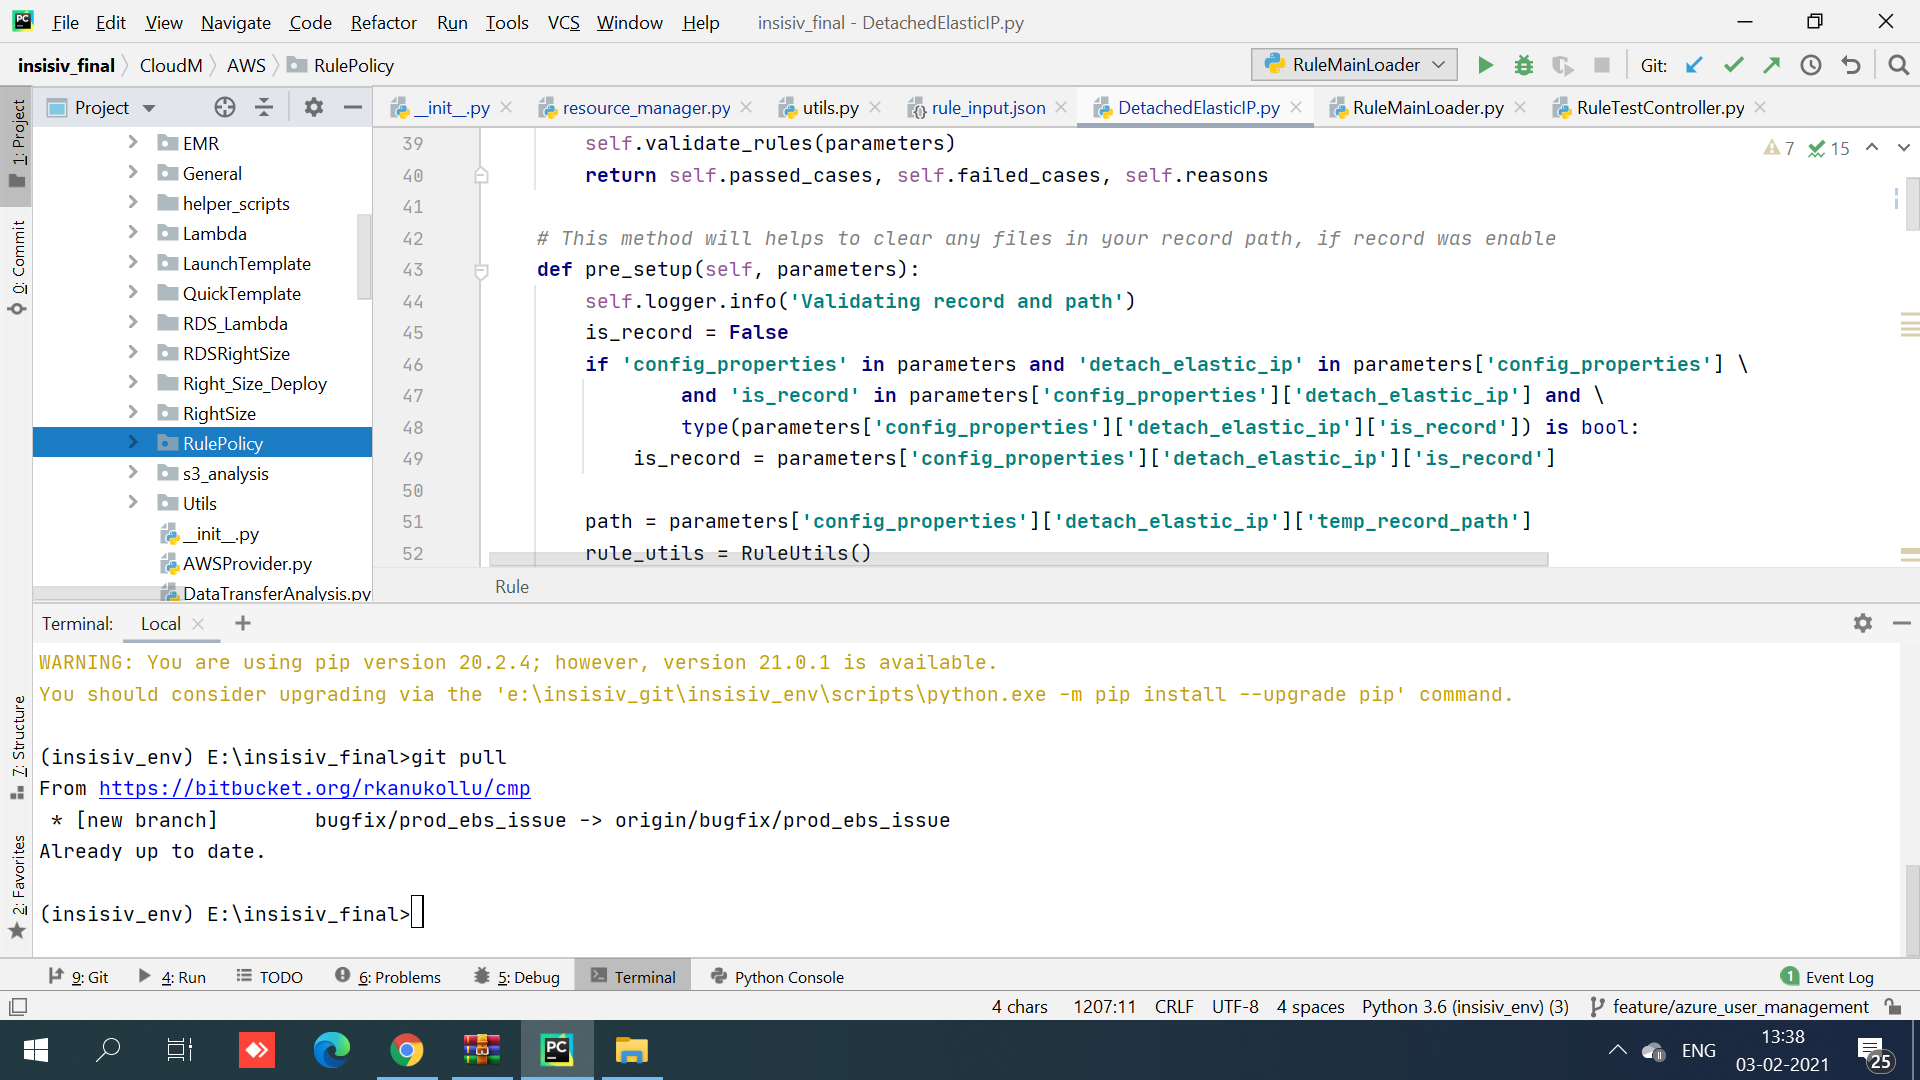 File Edit View Navigate Code Refactor Run Tools VCS Window Help insisiv_final - DetachedElasticIP.py
insisiv_final CloudM AWS RulePolicy RuleMainLoader Git:
Project
__init__.py resource_manager.py utils.py rule_input.json DetachedElasticIP.py RuleMainLoader.py RuleTestController.py
1: Project
0: Commit
7: Structure
2: Favorites
EMR
General
helper_scripts
Lambda
LaunchTemplate
QuickTemplate
RDS_Lambda
RDSRightSize
Right_Size_Deploy
RightSize
RulePolicy
s3_analysis
Utils
__init__.py
AWSProvider.py
DataTransferAnalysis.py
7 15
39 self.validate_rules(parameters)
40 return self.passed_cases, self.failed_cases, self.reasons
41
42 # This method will helps to clear any files in your record path, if record was enable
43 def pre_setup(self, parameters):
44 self.logger.info('Validating record and path')
45 is_record = False
46 if 'config_properties' in parameters and 'detach_elastic_ip' in parameters['config_properties'] \
47 and 'is_record' in parameters['config_properties']['detach_elastic_ip'] and \
48 type(parameters['config_properties']['detach_elastic_ip']['is_record']) is bool:
49 is_record = parameters['config_properties']['detach_elastic_ip']['is_record']
50
51 path = parameters['config_properties']['detach_elastic_ip']['temp_record_path']
52 rule_utils = RuleUtils()
Rule
Terminal: Local
WARNING: You are using pip version 20.2.4; however, version 21.0.1 is available.
You should consider upgrading via the 'e:\insisiv_git\insisiv_env\scripts\python.exe -m pip install --upgrade pip' command.
(insisiv_env) E:\insisiv_final>git pull
From https://bitbucket.org/rkanukollu/cmp
* [new branch] bugfix/prod_ebs_issue -> origin/bugfix/prod_ebs_issue
Already up to date.
(insisiv_env) E:\insisiv_final>
9: Git 4: Run TODO 6: Problems 5: Debug Terminal Python Console 1 Event Log
4 chars 1207:11 CRLF UTF-8 4 spaces Python 3.6 (insisiv_env) (3) feature/azure_user_management
PC
ENG
13:38
03-02-2021
25